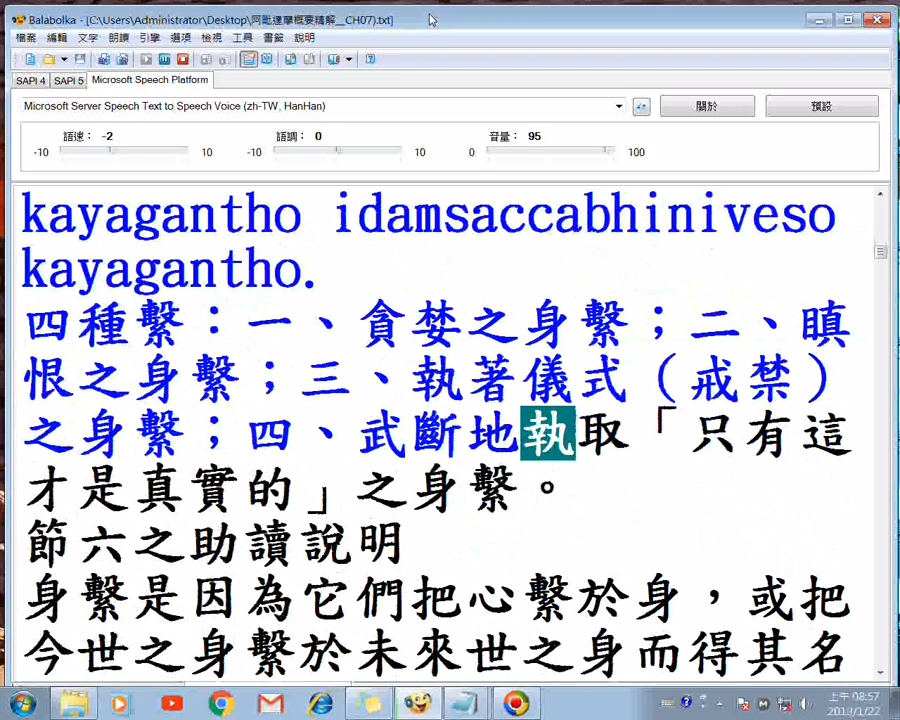 Balabolka - [C:\Users\Administrator\Desktop\阿毗達摩概要精解__CH07).txt]
檔案 編輯 文字 朗讀 引擎 選項 檢視 工具 書籤 說明
SAPI 4 SAPI 5 Microsoft Speech Platform
Microsoft Server Speech Text to Speech Voice (zh-TW, HanHan) 關於 預設
語速： -2 語調： 0 音量： 95
-10 10 -10 10 0 100
kayagantho idamsaccabhiniveso
kayagantho.
四種繫：一、貪婪之身繫；二、瞋
恨之身繫；三、執著儀式（戒禁）
之身繫；四、武斷地執取「只有這
才是真實的」之身繫。
節六之助讀說明
身繫是因為它們把心繫於身，或把
今世之身繫於未來世之身而得其名
上午 08:57
2019/1/22